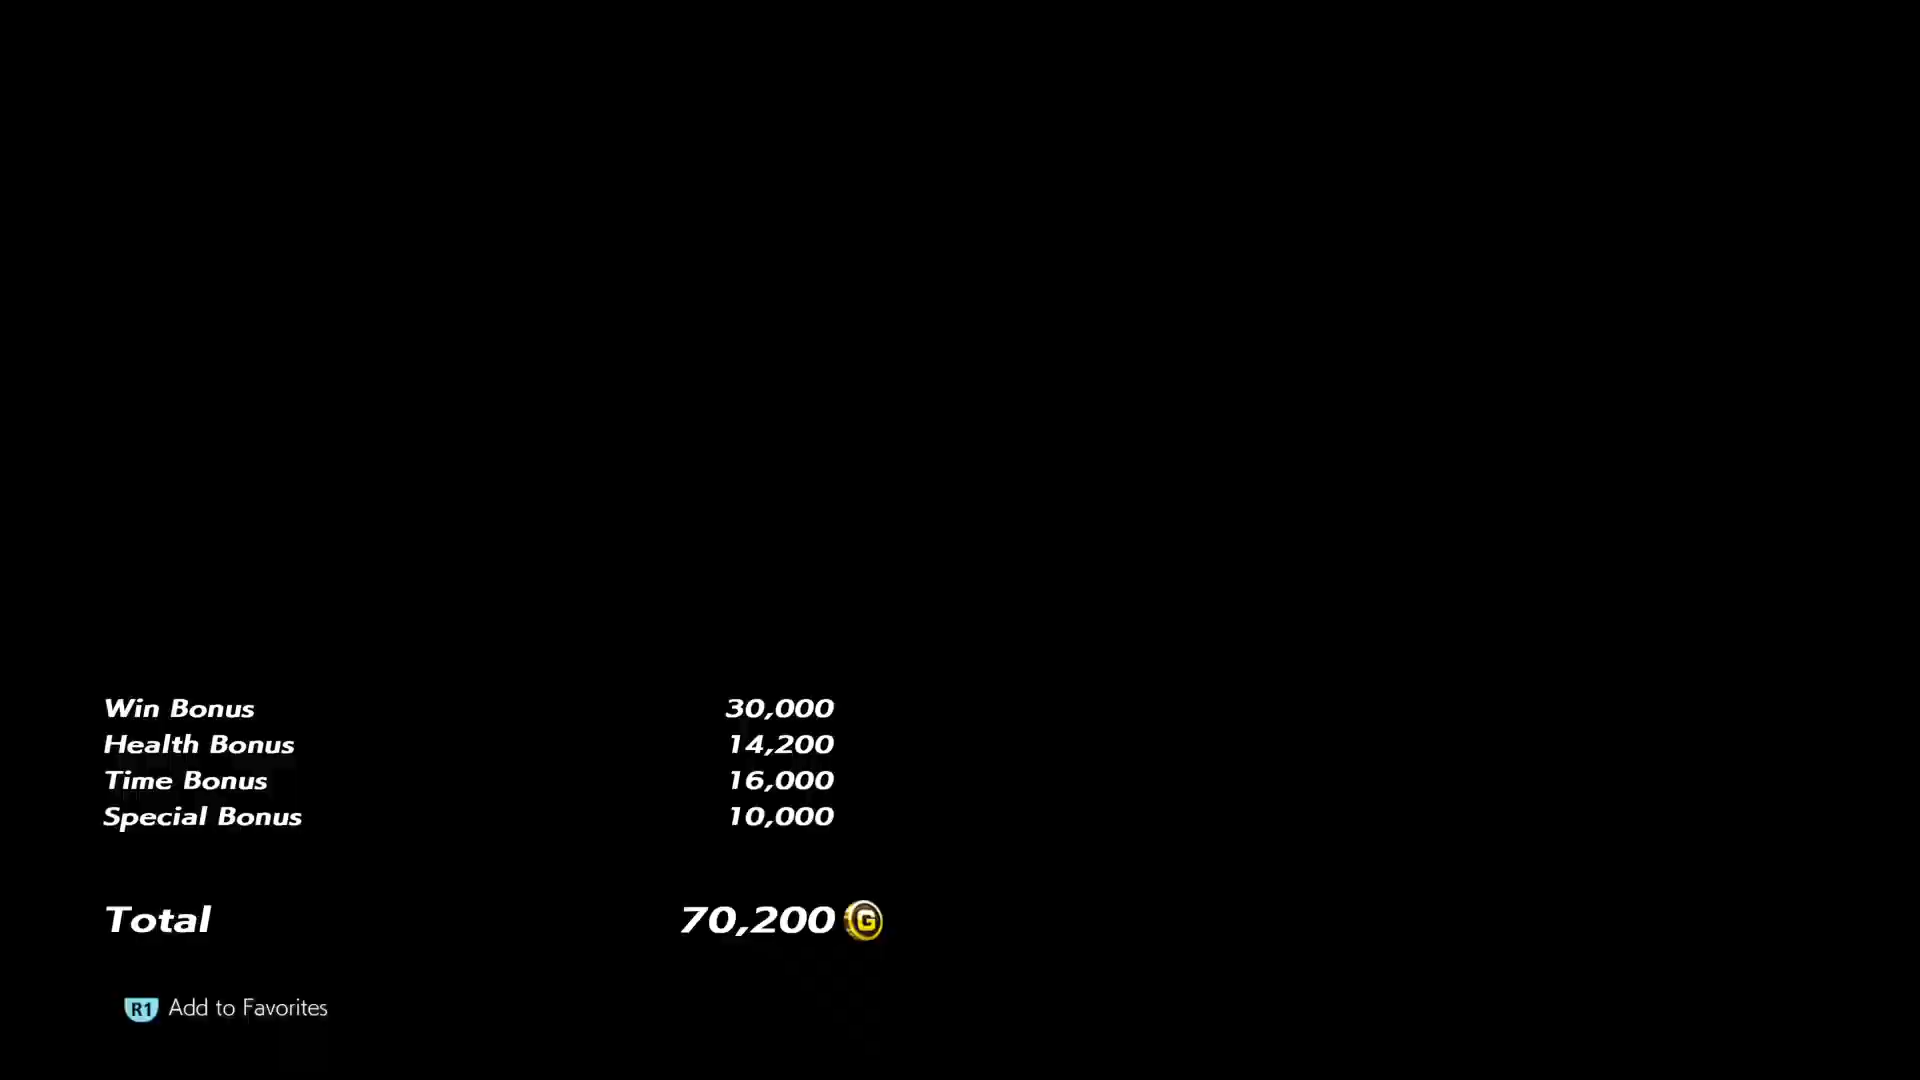 Win Bonus 30,000
Health Bonus 14,200
Time Bonus 16,000
Special Bonus 10,000
Total 70,200 G
R1 Add to Favorites